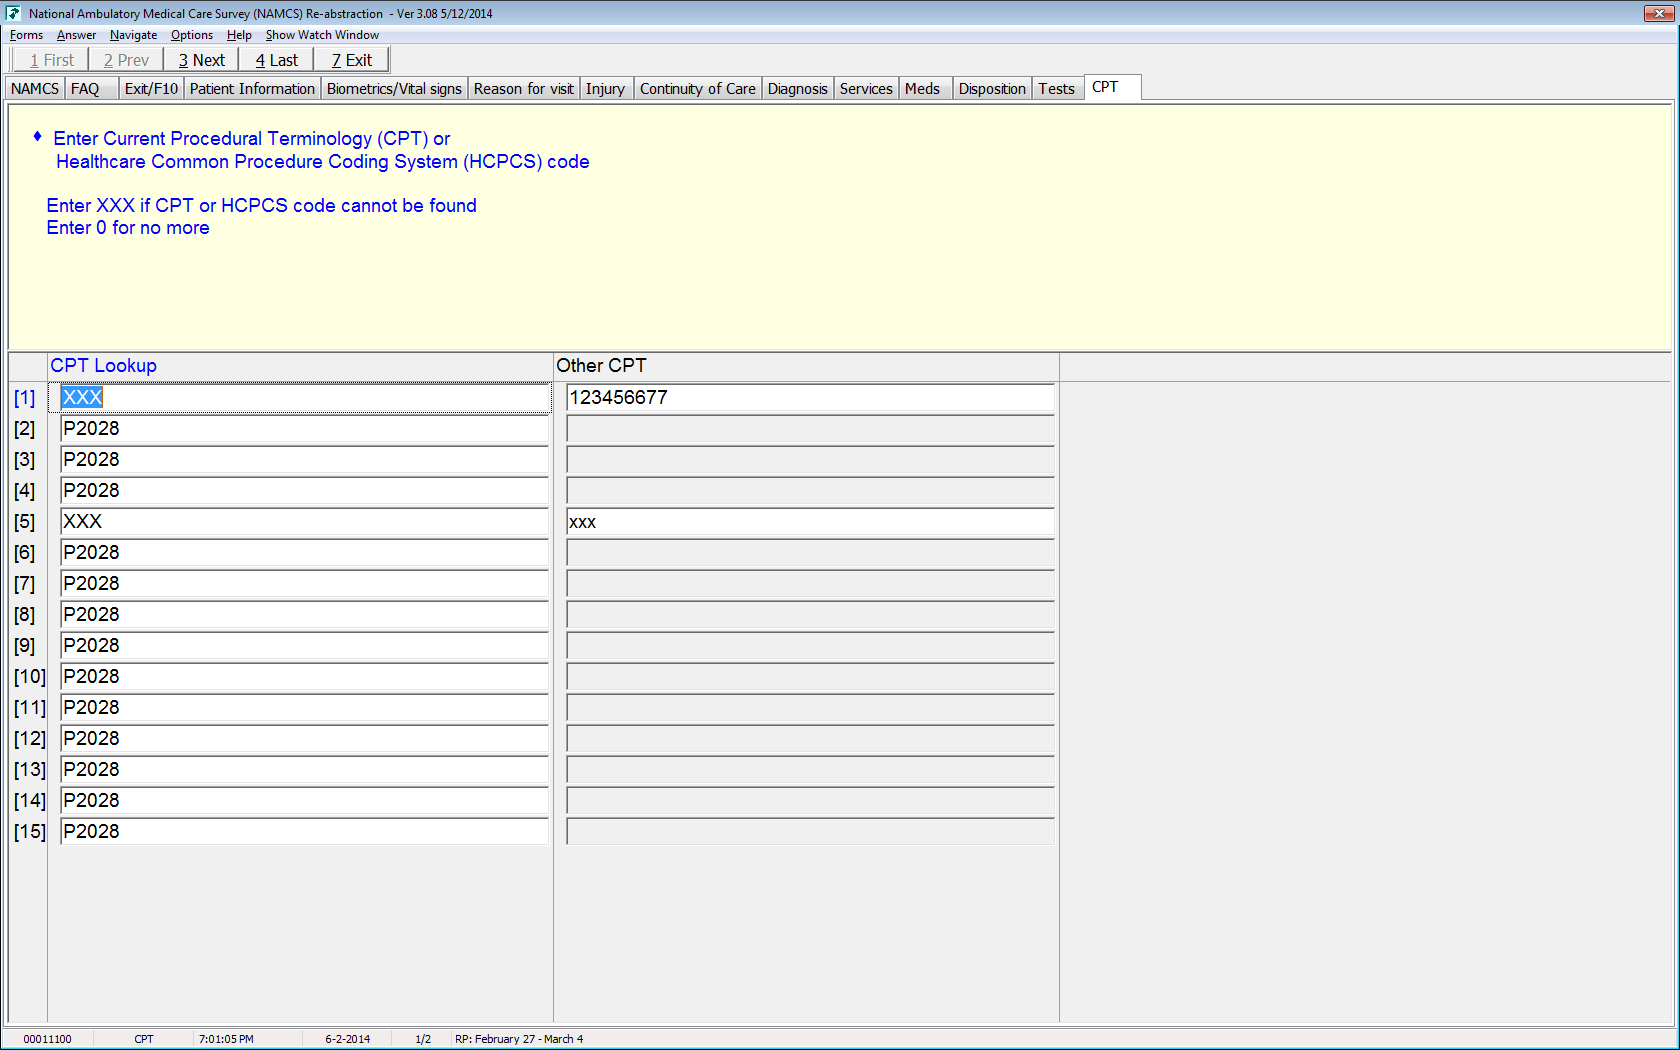 National Ambulatory Medical Care Survey (NAMCS) Re-abstraction - Ver 3.08 5/12/2014
Forms Answer Navigate Options Help Show Watch Window
1 First 2 Prev 3 Next 4 Last 7 Exit
NAMCS FAQ Exit/F10 Patient Information Biometrics/Vital signs Reason for visit Injury Continuity of Care Diagnosis Services Meds Disposition Tests CPT
♦ Enter Current Procedural Terminology (CPT) or
Healthcare Common Procedure Coding System (HCPCS) code
Enter XXX if CPT or HCPCS code cannot be found
Enter 0 for no more
CPT Lookup Other CPT
[1] XXX 123456677
[2] P2028
[3] P2028
[4] P2028
[5] XXX xxx
[6] P2028
[7] P2028
[8] P2028
[9] P2028
[10] P2028
[11] P2028
[12] P2028
[13] P2028
[14] P2028
[15] P2028
00011100 CPT 7:01:05 PM 6-2-2014 1/2 RP: February 27 - March 4